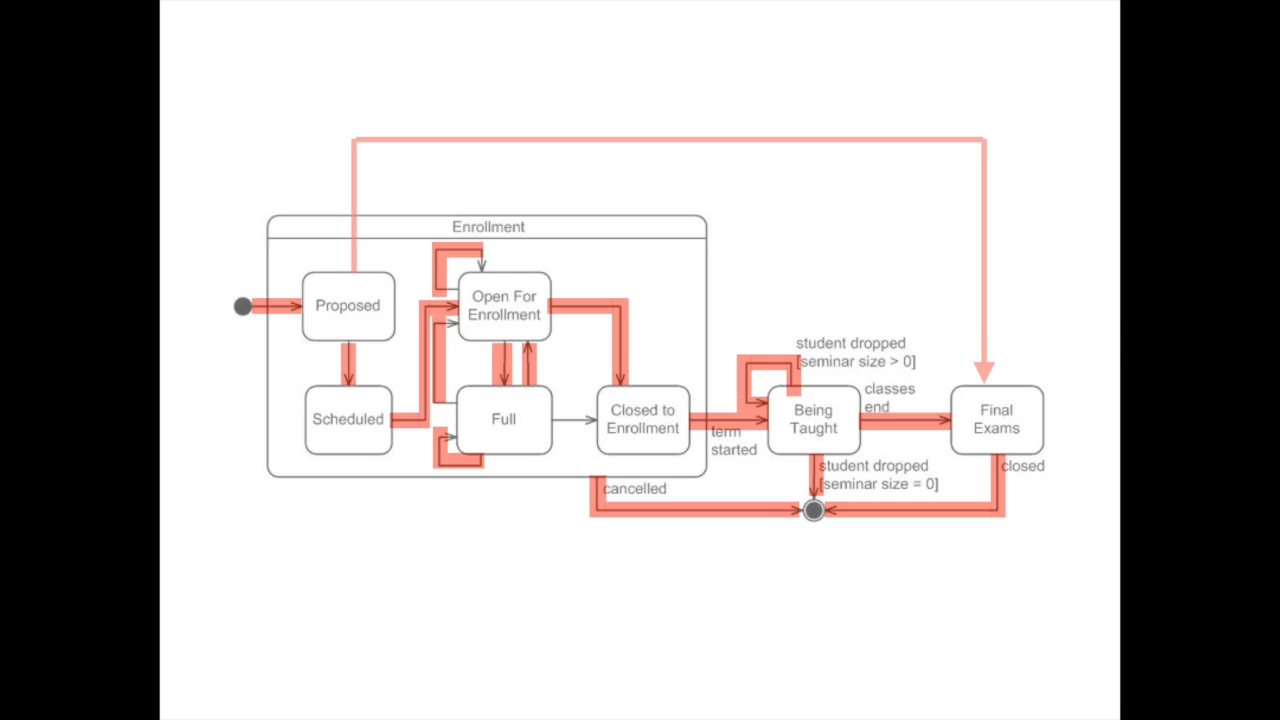 Enrollment
Proposed
Open For
Enrollment
Scheduled
Full
Closed to
Enrollment
term
started
student dropped
[seminar size > 0]
Being
Taught
classes
end
Final
Exams
student dropped
[seminar size = 0]
closed
cancelled